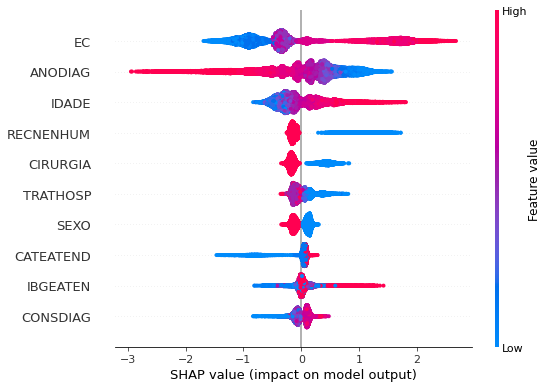 High
EC
ANODIAG
IDADE
RECNENHUM
CIRURGIA
TRATHOSP
SEXO
CATEATEND
IBGEATEN
CONSDIAG
Feature value
Low
−3 −2 −1 0 1 2
SHAP value (impact on model output)